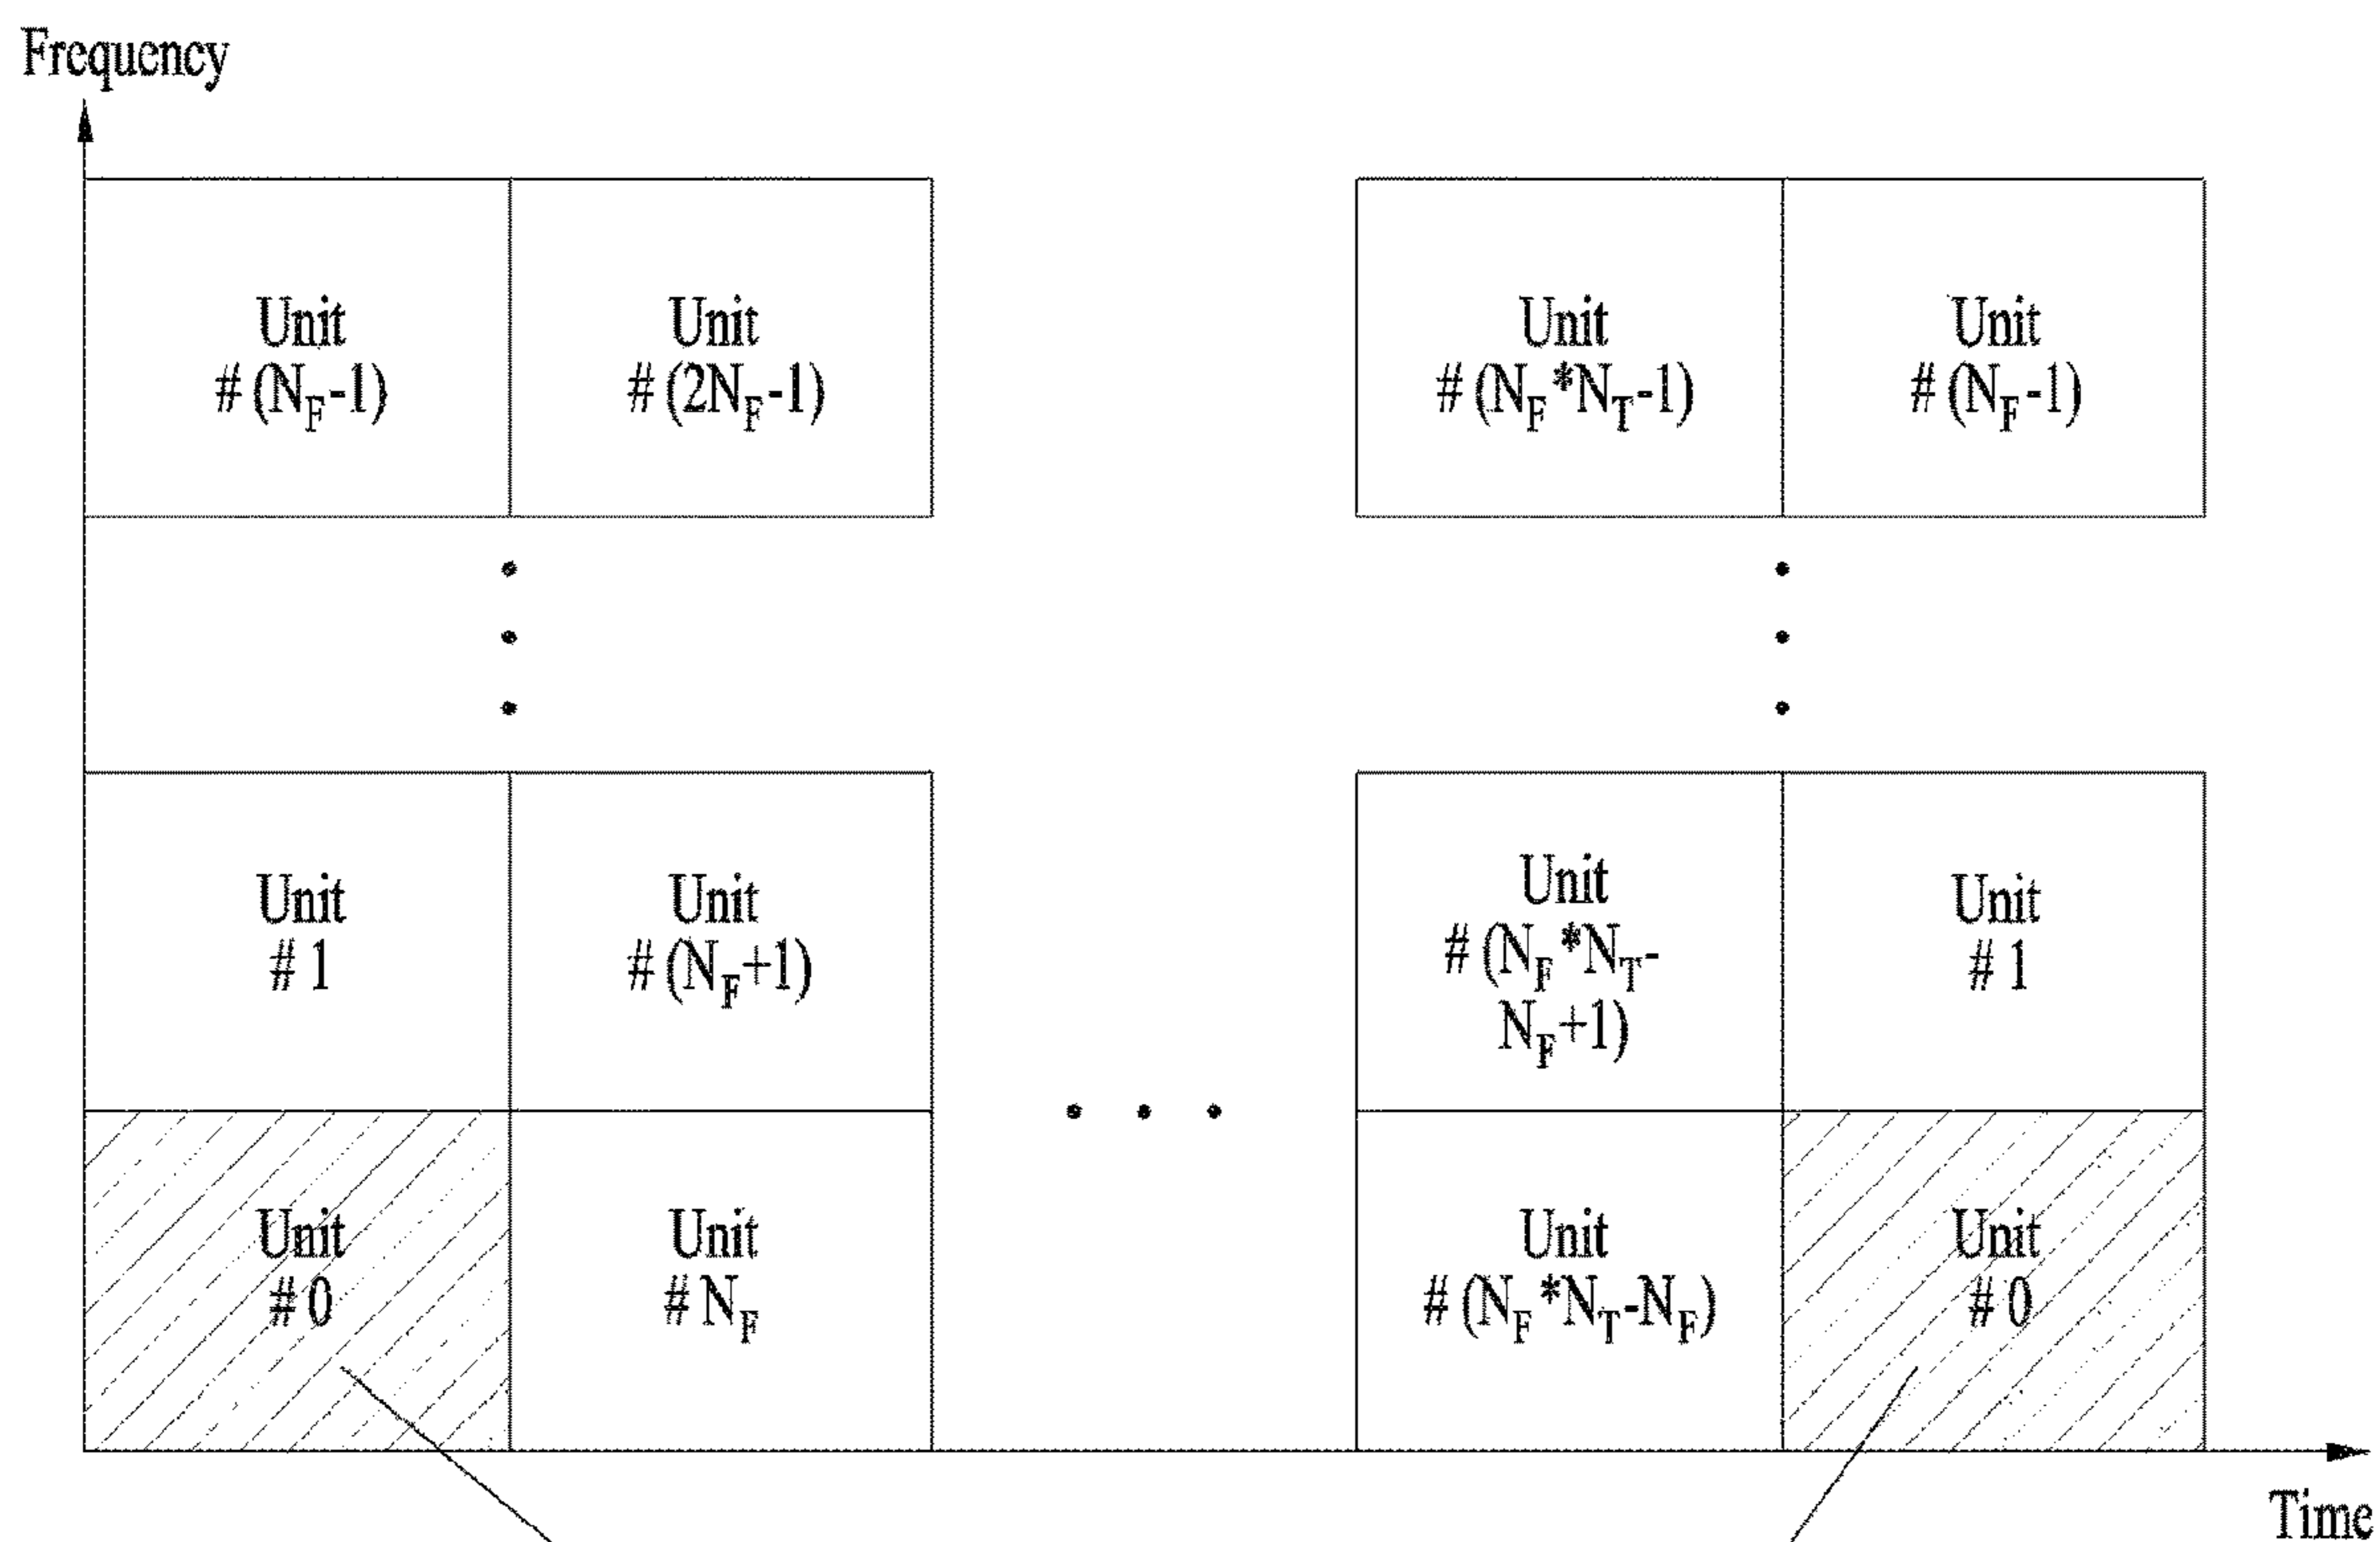 Frequency
Unit
# (N_F-1)
Unit
# (2N_F-1)
Unit
# (N_F*N_T-1)
Unit
# (N_F-1)
Unit
# 1
Unit
# (N_F+1)
Unit
# (N_F*N_T-
N_F+1)
Unit
# 1
Unit
# 0
Unit
# N_F
Unit
# (N_F*N_T-N_F)
Unit
# 0
Time